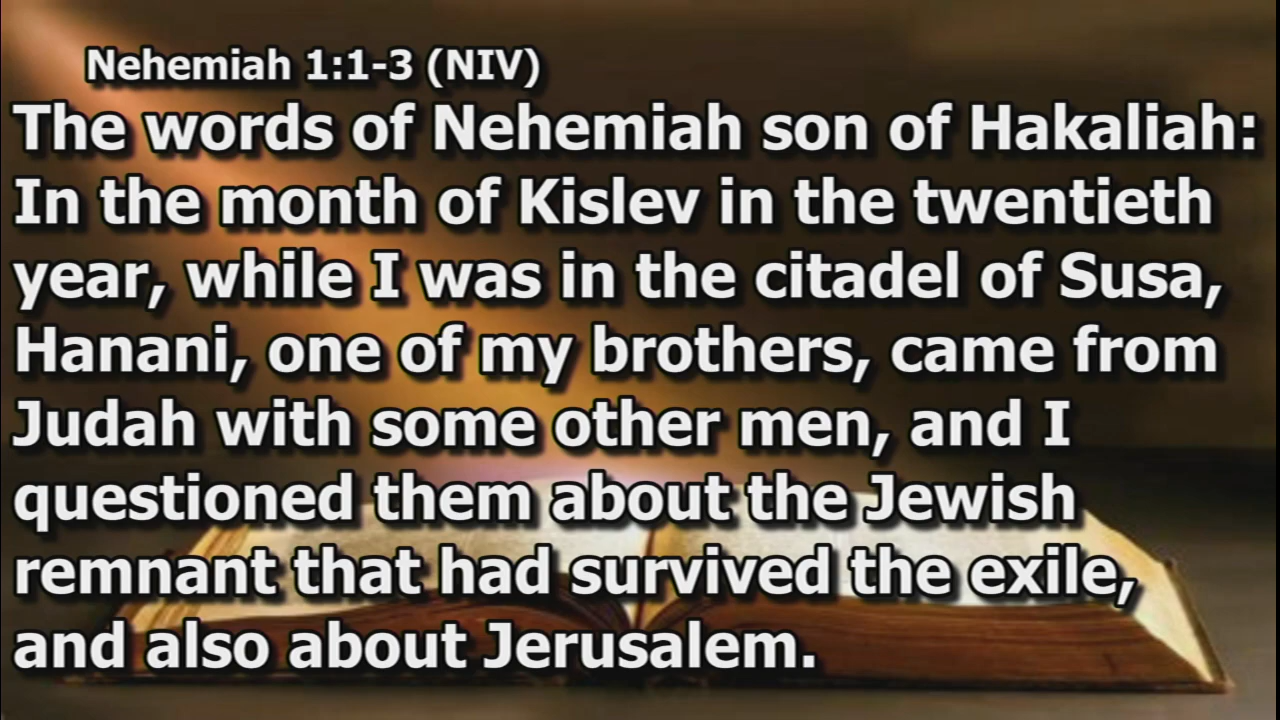 Nehemiah 1:1-3 (NIV)
The words of Nehemiah son of Hakaliah:
In the month of Kislev in the twentieth
year, while I was in the citadel of Susa,
Hanani, one of my brothers, came from
Judah with some other men, and I
questioned them about the Jewish
remnant that had survived the exile,
and also about Jerusalem.